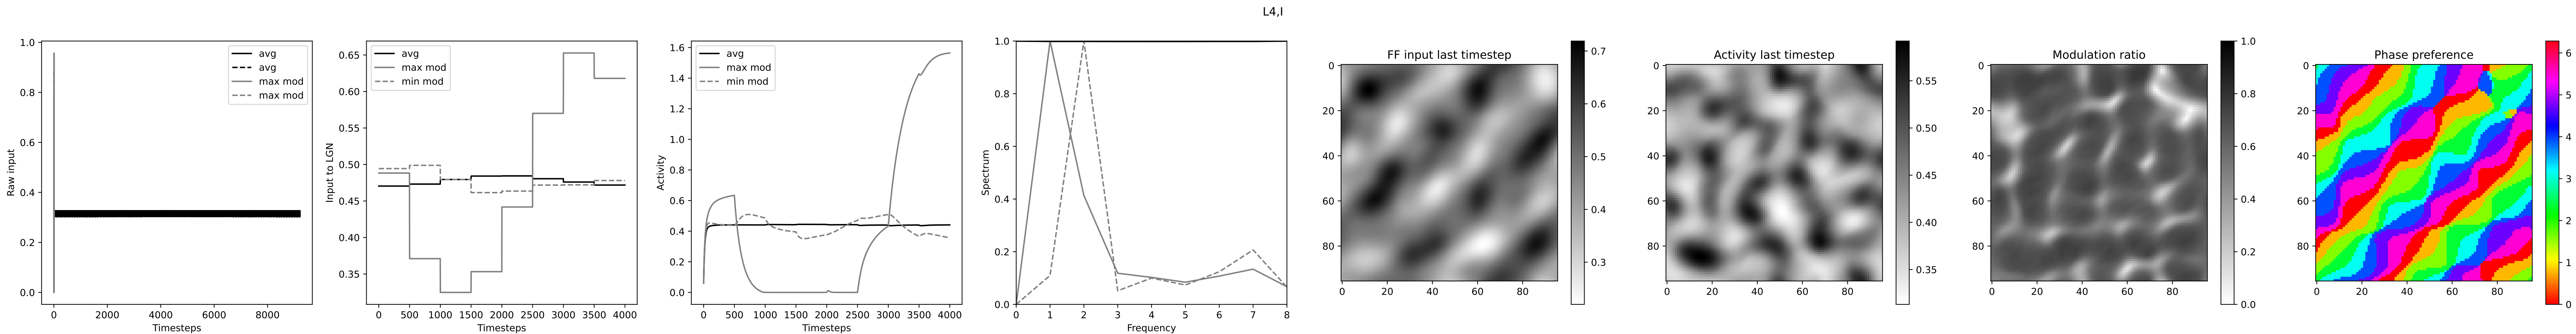 L4,I
1.0
0.8
0.6
0.4
0.2
0.0
Raw input
avg
avg
max mod
max mod
0 2000 4000 6000 8000
Timesteps
0.65
0.60
0.55
0.50
0.45
0.40
0.35
Input to LGN
avg
max mod
min mod
0 500 1000 1500 2000 2500 3000 3500 4000
Timesteps
1.6
1.4
1.2
1.0
0.8
0.6
0.4
0.2
0.0
Activity
avg
max mod
min mod
0 500 1000 1500 2000 2500 3000 3500 4000
Timesteps
1.0
0.8
0.6
0.4
0.2
0.0
Spectrum
0 1 2 3 4 5 6 7 8
Frequency
FF input last timestep
0
20
40
60
80
0 20 40 60 80
0.7
0.6
0.5
0.4
0.3
Activity last timestep
0
20
40
60
80
0 20 40 60 80
0.55
0.50
0.45
0.40
0.35
Modulation ratio
0
20
40
60
80
0 20 40 60 80
1.0
0.8
0.6
0.4
0.2
0.0
Phase preference
0
20
40
60
80
0 20 40 60 80
6
5
4
3
2
1
0